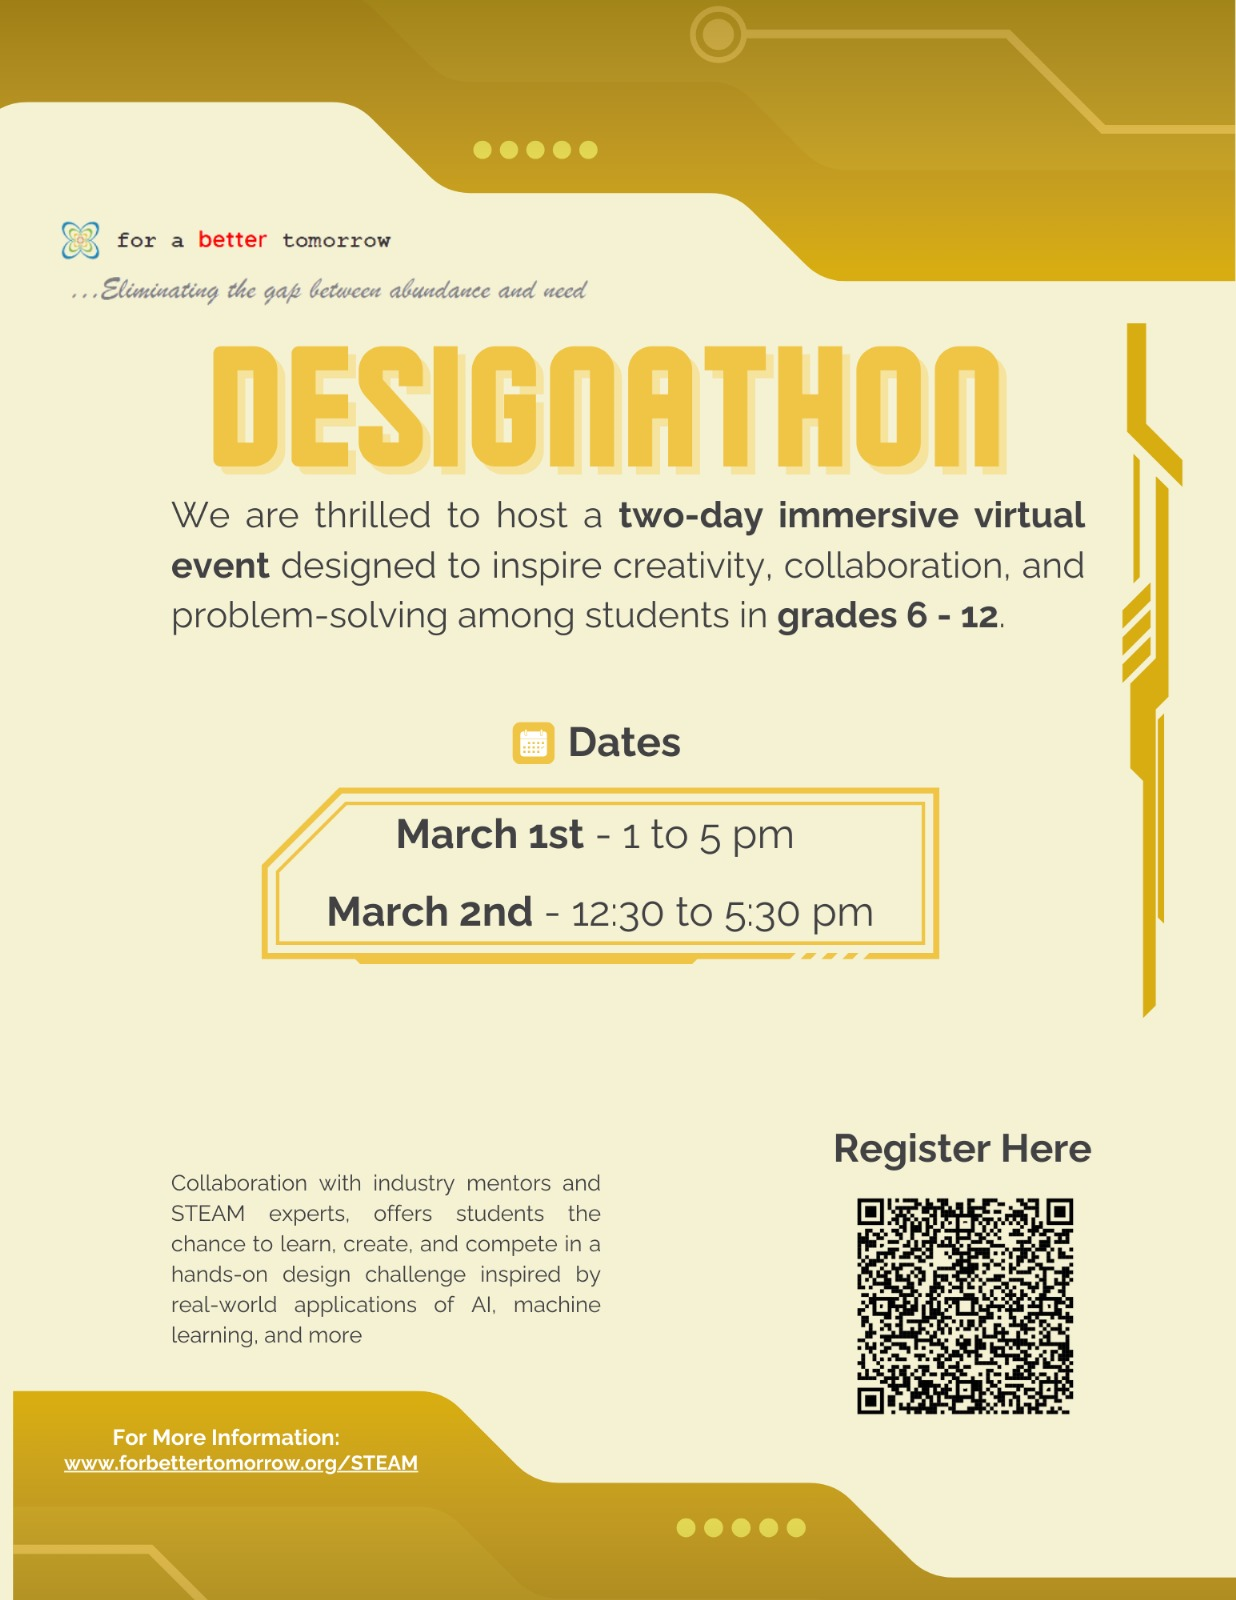 for a better tomorrow
...Eliminating the gap between abundance and need
DESIGNATHON
We are thrilled to host a two-day immersive virtual
event designed to inspire creativity, collaboration, and
problem-solving among students in grades 6 - 12.
Dates
March 1st - 1 to 5 pm
March 2nd - 12:30 to 5:30 pm
Register Here
Collaboration with industry mentors and
STEAM experts, offers students the
chance to learn, create, and compete in a
hands-on design challenge inspired by
real-world applications of AI, machine
learning, and more
For More Information:
www.forbettertomorrow.org/STEAM